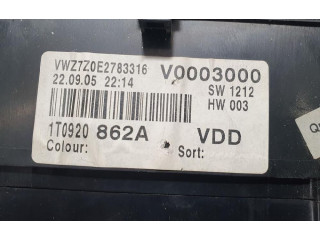 VWZ7Z0E2783316 V0003000
22.09.05 22:14 SW 1212
HW 003
1T0920 862A VDD
Colour: Sort: